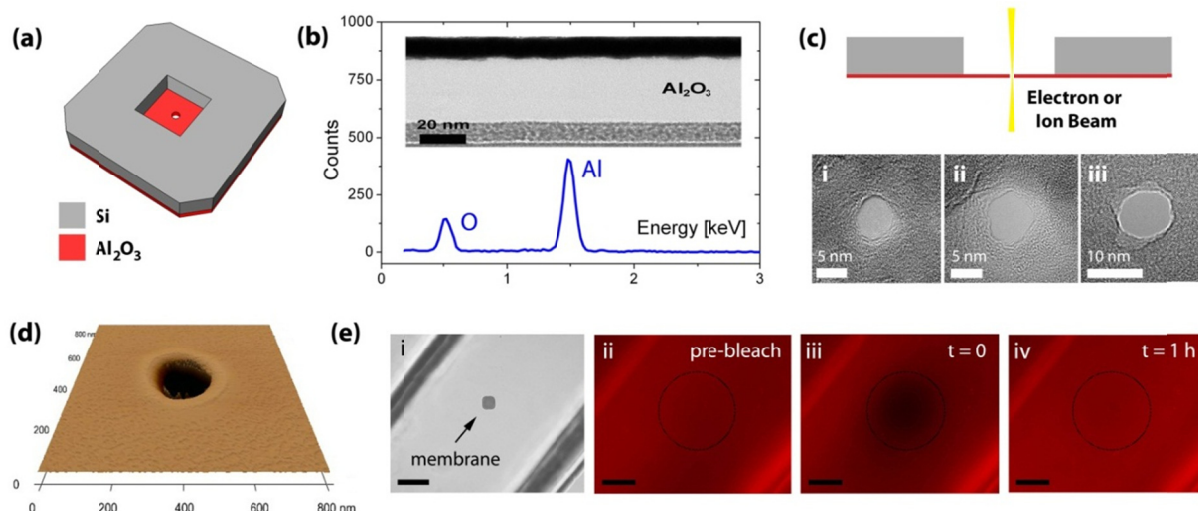 (a)
Si
Al2O3
(b)
1000
750
500
250
0
Counts
Al2O3
20 nm
O
Al
Energy [keV]
0
1
2
3
(c)
Electron or
Ion Beam
i
5 nm
ii
5 nm
iii
10 nm
(d)
800 nm
600
400
200
0
0
200
400
600
800 nm
(e)
i
membrane
ii
pre-bleach
iii
t = 0
iv
t = 1 h